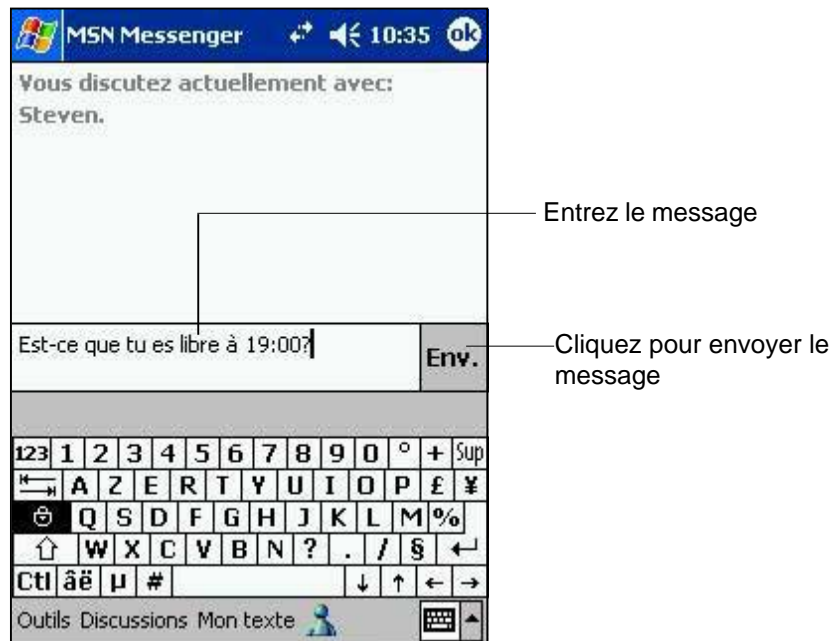 MSN Messenger 10:35 ok
Vous discutez actuellement avec:
Steven.
Entrez le message
Est-ce que tu es libre à 19:00?
Env.
Cliquez pour envoyer le
message
123 1 2 3 4 5 6 7 8 9 0 ° + Sup
A Z E R T Y U I O P £ ¥
Q S D F G H J K L M %
W X C V B N ? . / §
Ctl âë µ # ↓ ↑ ← →
Outils Discussions Mon texte